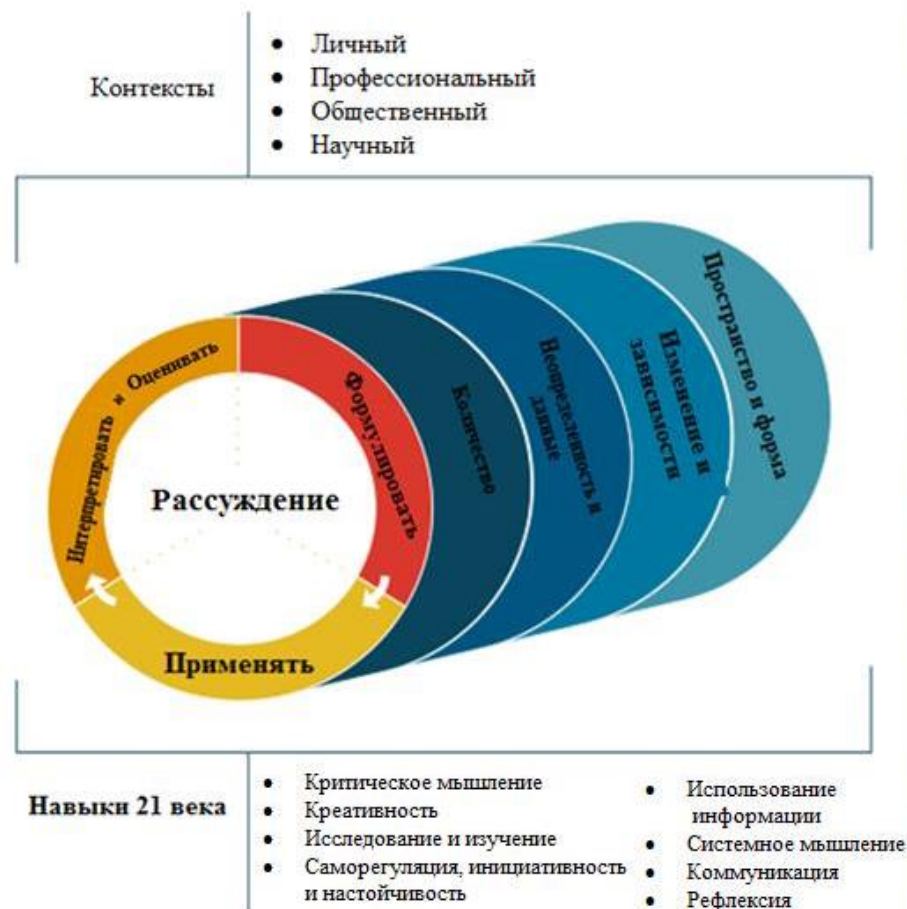 Контексты
Личный
Профессиональный
Общественный
Научный
Интерпретировать и Оценивать
Формулировать
Применять
Рассуждение
Количество
Неопределенность и
данные
Изменение и
зависимости
Пространство и форма
Навыки 21 века
Критическое мышление
Креативность
Исследование и изучение
Саморегуляция, инициативность
и настойчивость
Использование
информации
Системное мышление
Коммуникация
Рефлексия